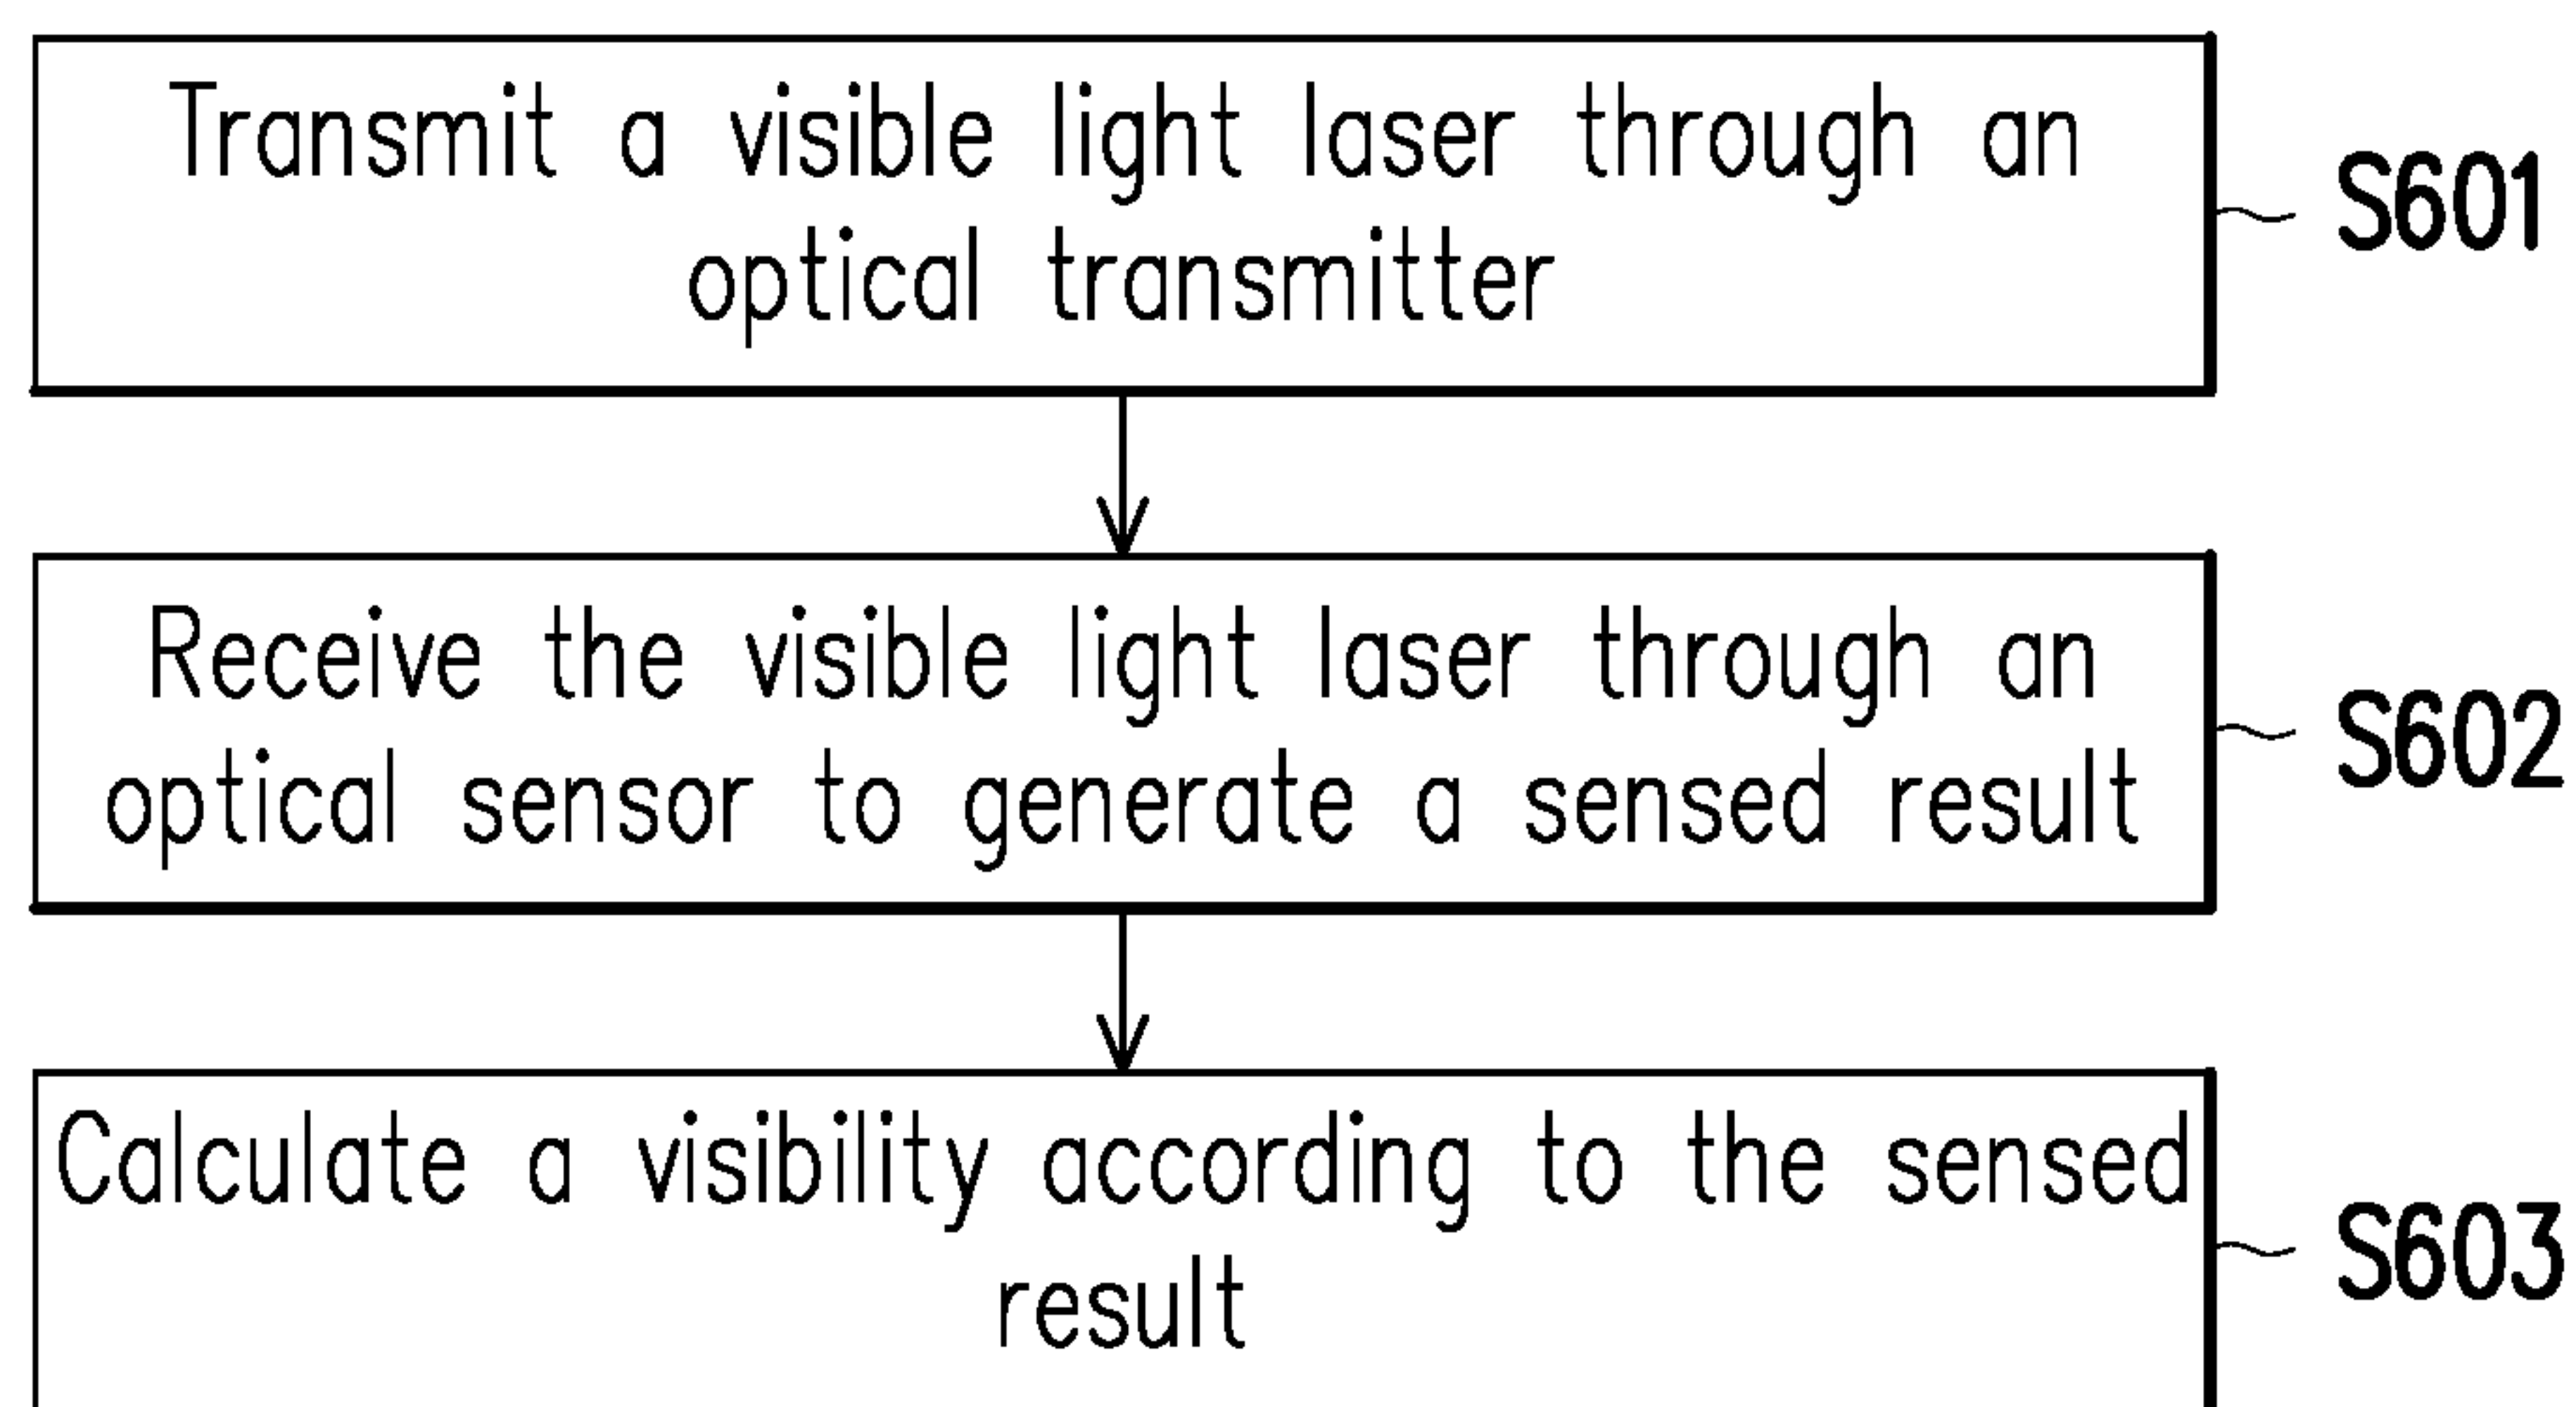 Transmit a visible light laser through an
optical transmitter
S601
Receive the visible light laser through an
optical sensor to generate a sensed result
S602
Calculate a visibility according to the sensed
result
S603